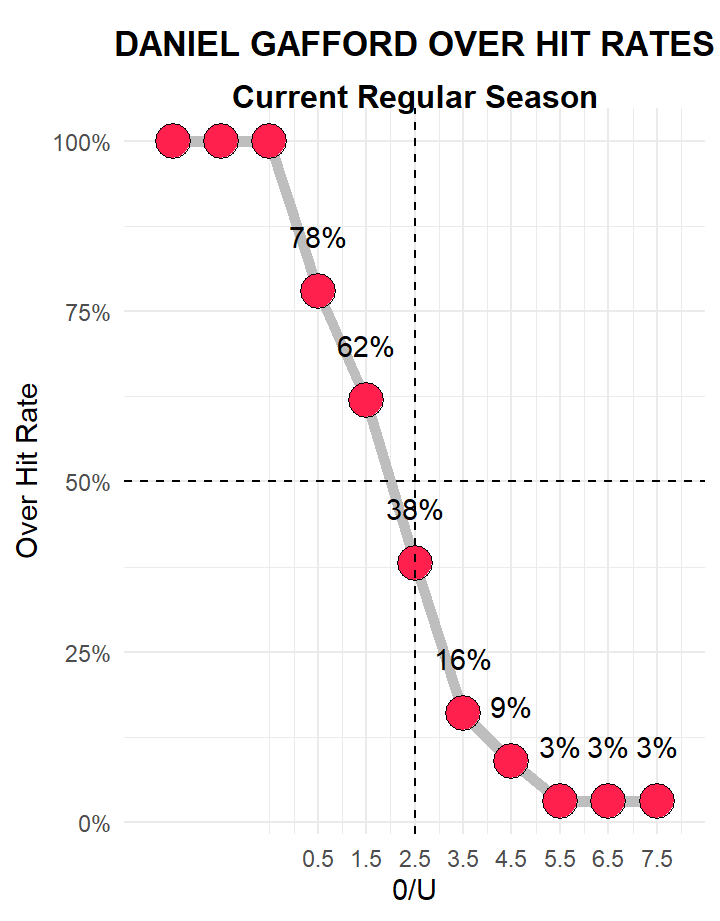 DANIEL GAFFORD OVER HIT RATES
Current Regular Season
100%
78%
75%
62%
Over Hit Rate
50%
38%
25%
16%
9%
3% 3% 3%
0%
0.5 1.5 2.5 3.5 4.5 5.5 6.5 7.5
0/U